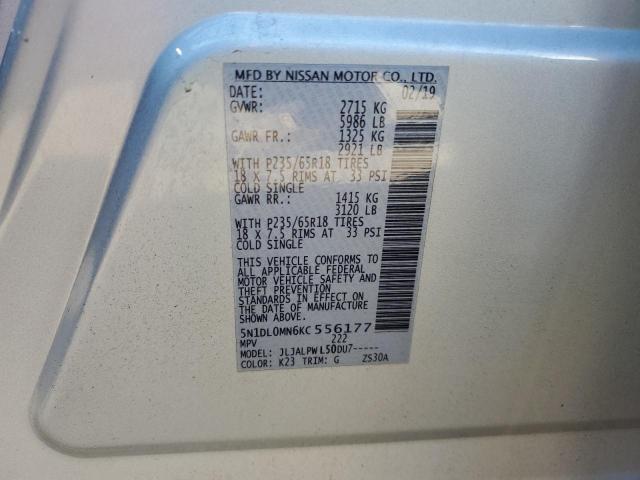 MFD BY NISSAN MOTOR CO., LTD.
DATE: 02/19
GVWR: 2715 KG
5986 LB
GAWR FR.: 1325 KG
2921 LB
WITH P235/65R18 TIRES
18 X 7.5 RIMS AT 33 PSI
COLD SINGLE
GAWR RR.: 1415 KG
3120 LB
WITH P235/65R18 TIRES
18 X 7.5 RIMS AT 33 PSI
COLD SINGLE
THIS VEHICLE CONFORMS TO
ALL APPLICABLE FEDERAL
MOTOR VEHICLE SAFETY AND
THEFT PREVENTION
STANDARDS IN EFFECT ON
THE DATE OF MANUFACTURE
SHOWN ABOVE.
5N1DL0MN6KC556177
MPV 222
MODEL: JLJALPWL50DU7-----
COLOR: K23 TRIM: G ZS30A